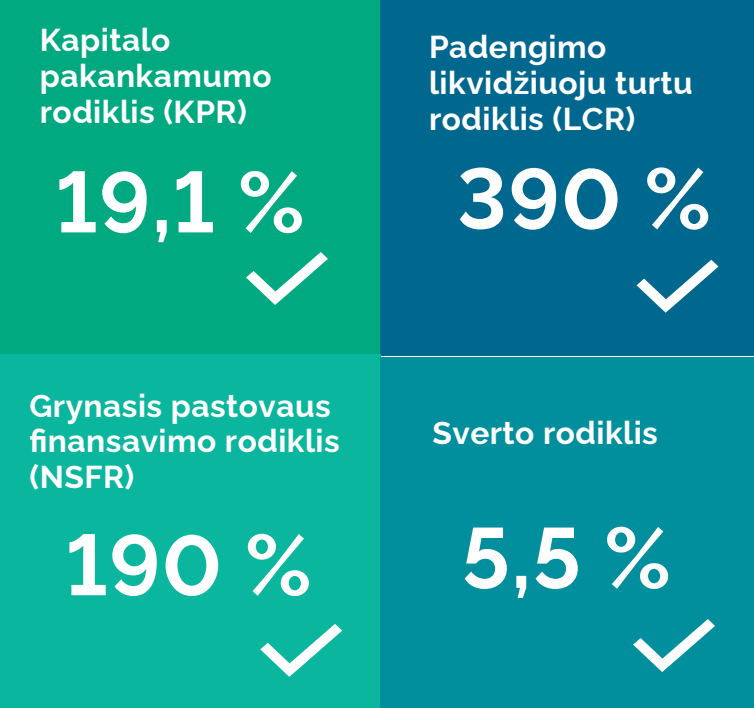 Kapitalo
pakankamumo
rodiklis (KPR)
19,1 %
Padengimo
likvidžiuoju turtu
rodiklis (LCR)
390 %
Grynasis pastovaus
finansavimo rodiklis
(NSFR)
190 %
Sverto rodiklis
5,5 %